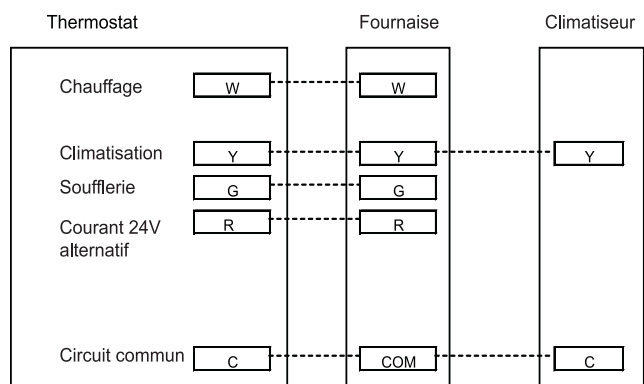 Thermostat Fournaise Climatiseur
Chauffage W W
Climatisation Y Y Y
Soufflerie G G
Courant 24V R R
alternatif
Circuit commun C COM C